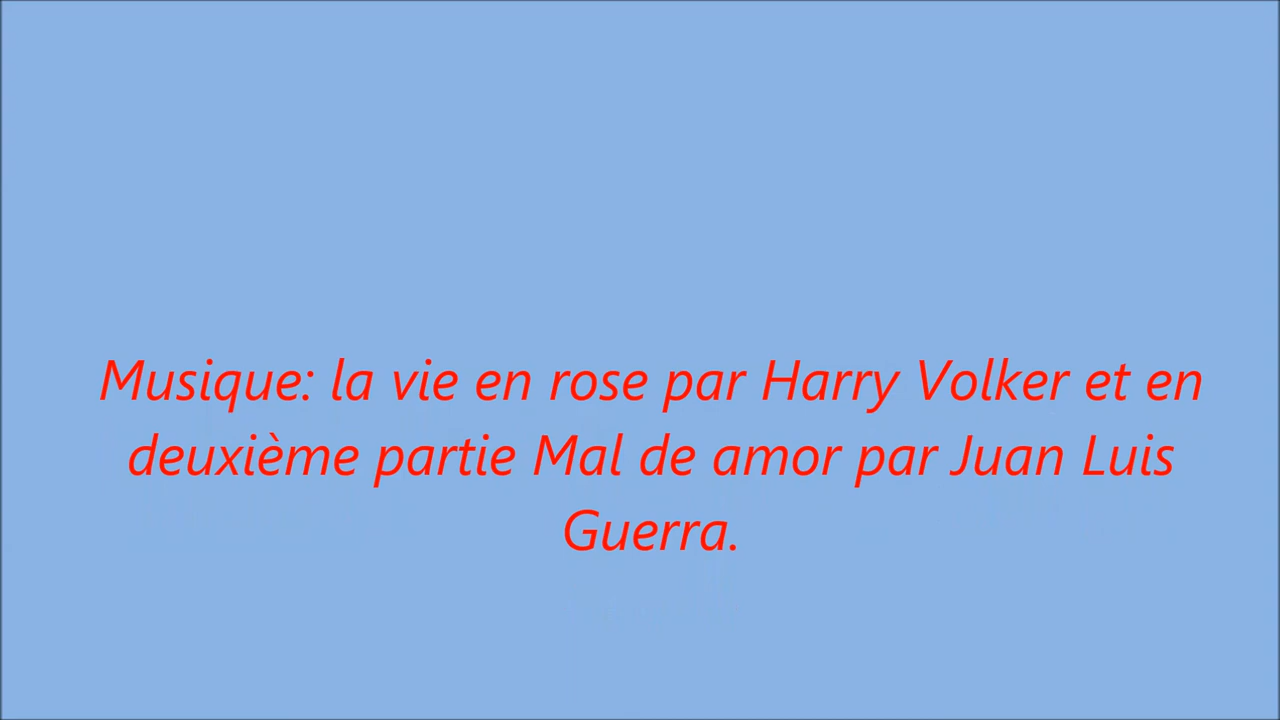 Musique: la vie en rose par Harry Volker et en
deuxième partie Mal de amor par Juan Luis
Guerra.